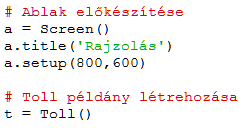 # Ablak előkészítése
a = Screen()
a.title('Rajzolás')
a.setup(800,600)
# Toll példány létrehozása
t = Toll()